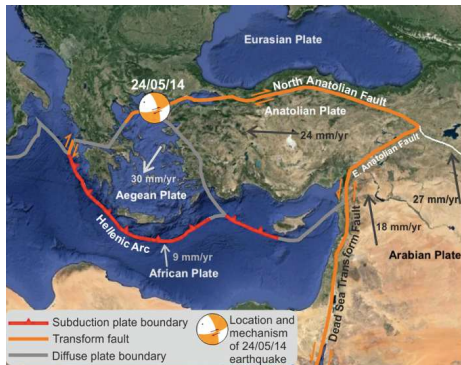 Eurasian Plate
24/05/14
North Anatolian Fault
Anatolian Plate
24 mm/yr
E. Anatolian Fault
30 mm/yr
Aegean Plate
27 mm/yr
18 mm/yr
Hellenic Arc
9 mm/yr
African Plate
Arabian Plate
Dead Sea Transform Fault
Subduction plate boundary
Transform fault
Diffuse plate boundary
Location and
mechanism
of 24/05/14
earthquake